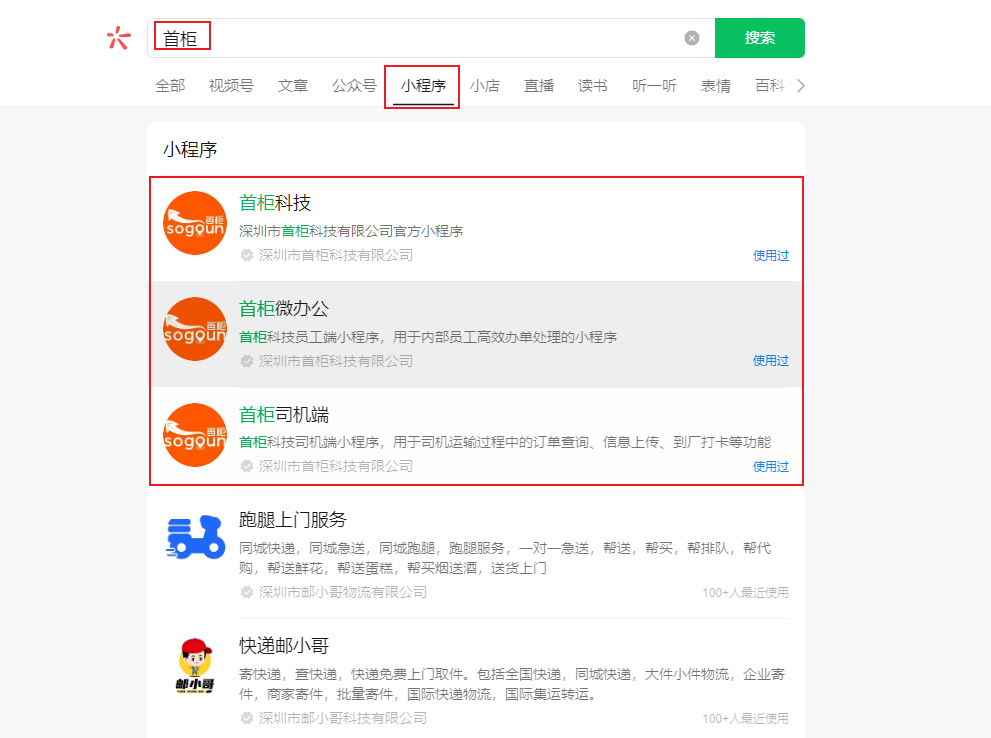 首柜
搜索
全部 视频号 文章 公众号 小程序 小店 直播 读书 听一听 表情 百科
小程序
首柜
sogoun
首柜科技
深圳市首柜科技有限公司官方小程序
深圳市首柜科技有限公司
使用过
首柜
sogoun
首柜微办公
首柜科技员工端小程序，用于内部员工高效办单处理的小程序
深圳市首柜科技有限公司
使用过
首柜
sogoun
首柜司机端
首柜科技司机端小程序，用于司机运输过程中的订单查询、信息上传、到厂打卡等功能
深圳市首柜科技有限公司
使用过
跑腿上门服务
同城快递，同城急送，同城跑腿，跑腿服务，一对一急送，帮送，帮买，帮排队，帮代
购，帮送鲜花，帮送蛋糕，帮买烟送酒，送货上门
深圳市邮小哥物流有限公司
100+人最近使用
邮小哥
快递邮小哥
寄快递，查快递，快递免费上门取件。包括全国快递，同城快递，大件小件物流，企业寄
件，商家寄件，批量寄件，国际快递物流，国际集运转运。
深圳市邮小哥科技有限公司
100+人最近使用